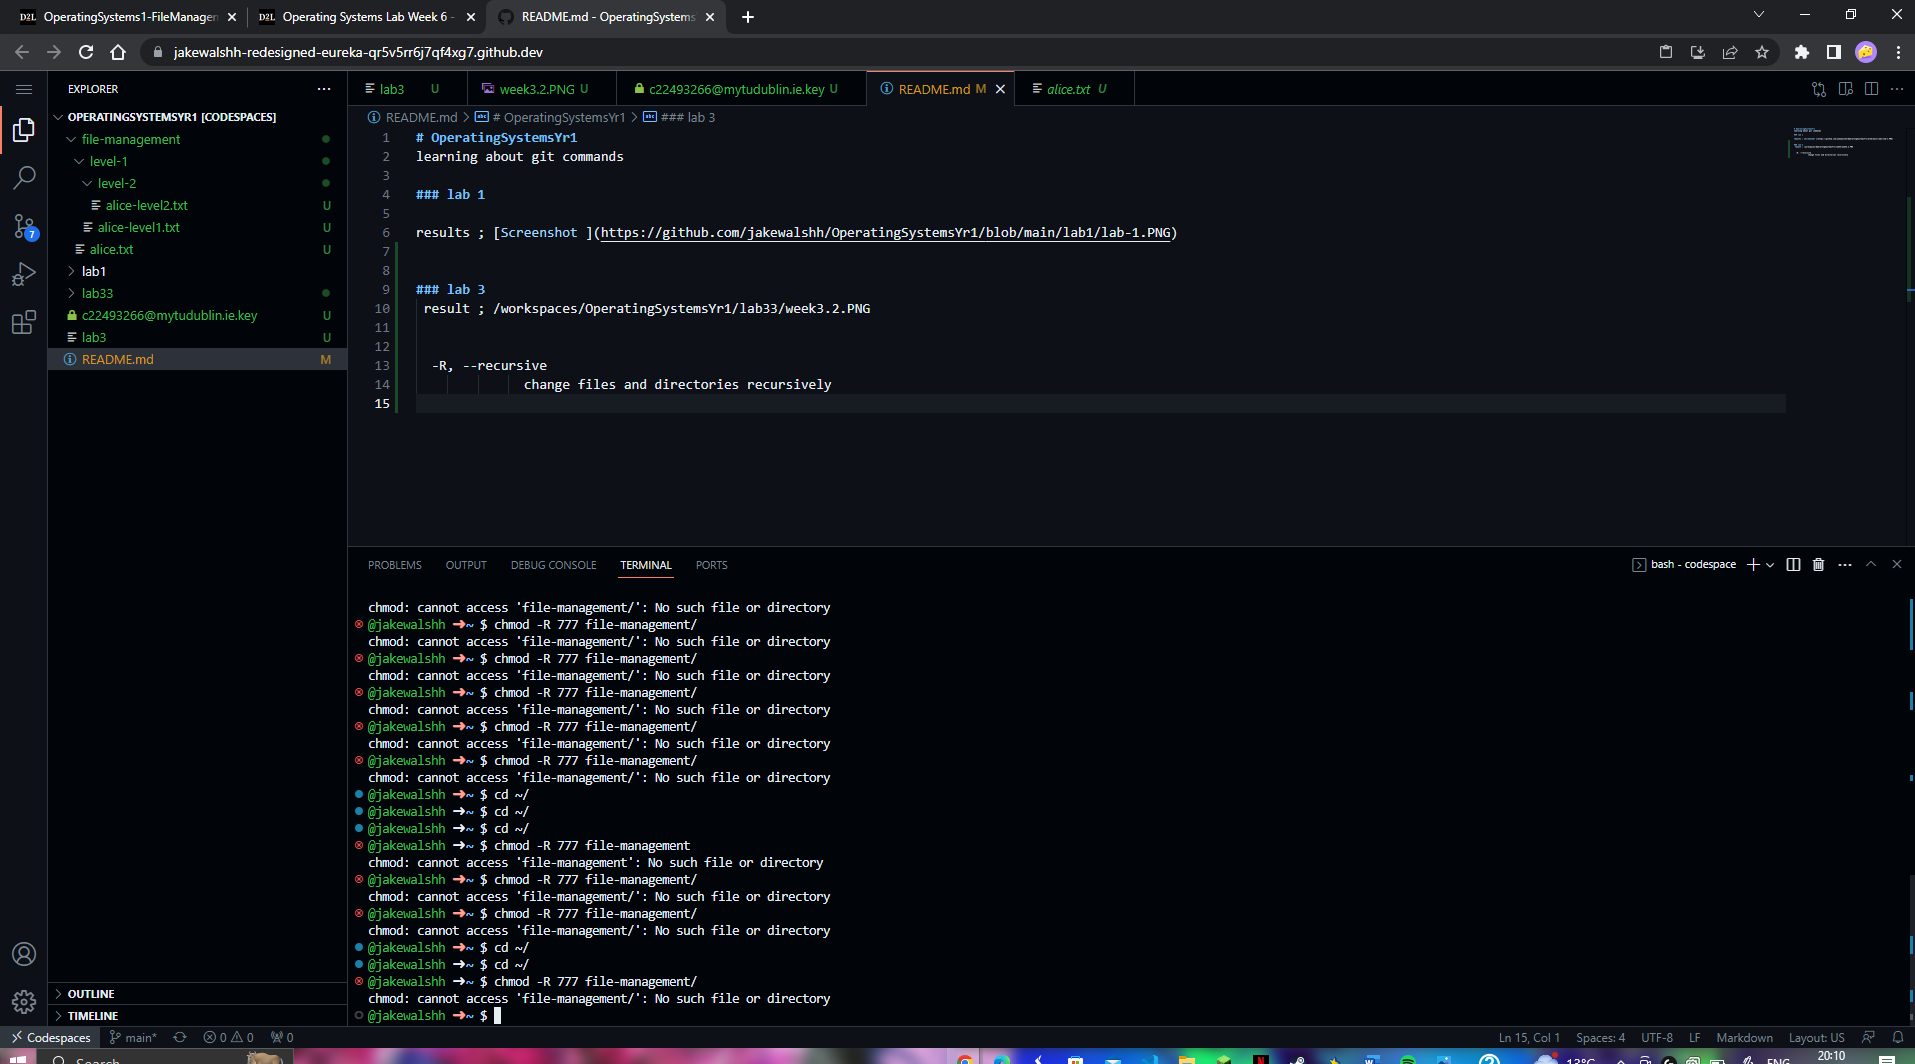 OperatingSystems1-FileManagem
Operating Systems Lab Week 6 -
README.md - OperatingSystems
jakewalshh-redesigned-eureka-qr5v5rr6j7qf4xg7.github.dev
EXPLORER
OPERATINGSYSTEMSYR1 [CODESPACES]
file-management
level-1
level-2
alice-level2.txt U
alice-level1.txt U
alice.txt U
lab1
lab33
c22493266@mytudublin.ie.key U
lab3 U
README.md M
7
OUTLINE
TIMELINE
lab3 U
week3.2.PNG U
c22493266@mytudublin.ie.key U
README.md M
alice.txt U
README.md > # OperatingSystemsYr1 > ### lab 3
1 # OperatingSystemsYr1
2 learning about git commands
3
4 ### lab 1
5
6 results ; [Screenshot ](https://github.com/jakewalshh/OperatingSystemsYr1/blob/main/lab1/lab-1.PNG)
7
8
9 ### lab 3
10 result ; /workspaces/OperatingSystemsYr1/lab33/week3.2.PNG
11
12
13 -R, --recursive
14 change files and directories recursively
15
PROBLEMS OUTPUT DEBUG CONSOLE TERMINAL PORTS
bash - codespace
chmod: cannot access 'file-management/': No such file or directory
@jakewalshh ➜~ $ chmod -R 777 file-management/
chmod: cannot access 'file-management/': No such file or directory
@jakewalshh ➜~ $ chmod -R 777 file-management/
chmod: cannot access 'file-management/': No such file or directory
@jakewalshh ➜~ $ chmod -R 777 file-management/
chmod: cannot access 'file-management/': No such file or directory
@jakewalshh ➜~ $ chmod -R 777 file-management/
chmod: cannot access 'file-management/': No such file or directory
@jakewalshh ➜~ $ chmod -R 777 file-management/
chmod: cannot access 'file-management/': No such file or directory
@jakewalshh ➜~ $ cd ~/
@jakewalshh ➜~ $ cd ~/
@jakewalshh ➜~ $ cd ~/
@jakewalshh ➜~ $ chmod -R 777 file-management
chmod: cannot access 'file-management': No such file or directory
@jakewalshh ➜~ $ chmod -R 777 file-management/
chmod: cannot access 'file-management/': No such file or directory
@jakewalshh ➜~ $ chmod -R 777 file-management/
chmod: cannot access 'file-management/': No such file or directory
@jakewalshh ➜~ $ cd ~/
@jakewalshh ➜~ $ cd ~/
@jakewalshh ➜~ $ chmod -R 777 file-management/
chmod: cannot access 'file-management/': No such file or directory
@jakewalshh ➜~ $
Codespaces main* 0 0 0
Ln 15, Col 1 Spaces: 4 UTF-8 LF Markdown Layout: US
Search
13°C
ENG
20:10